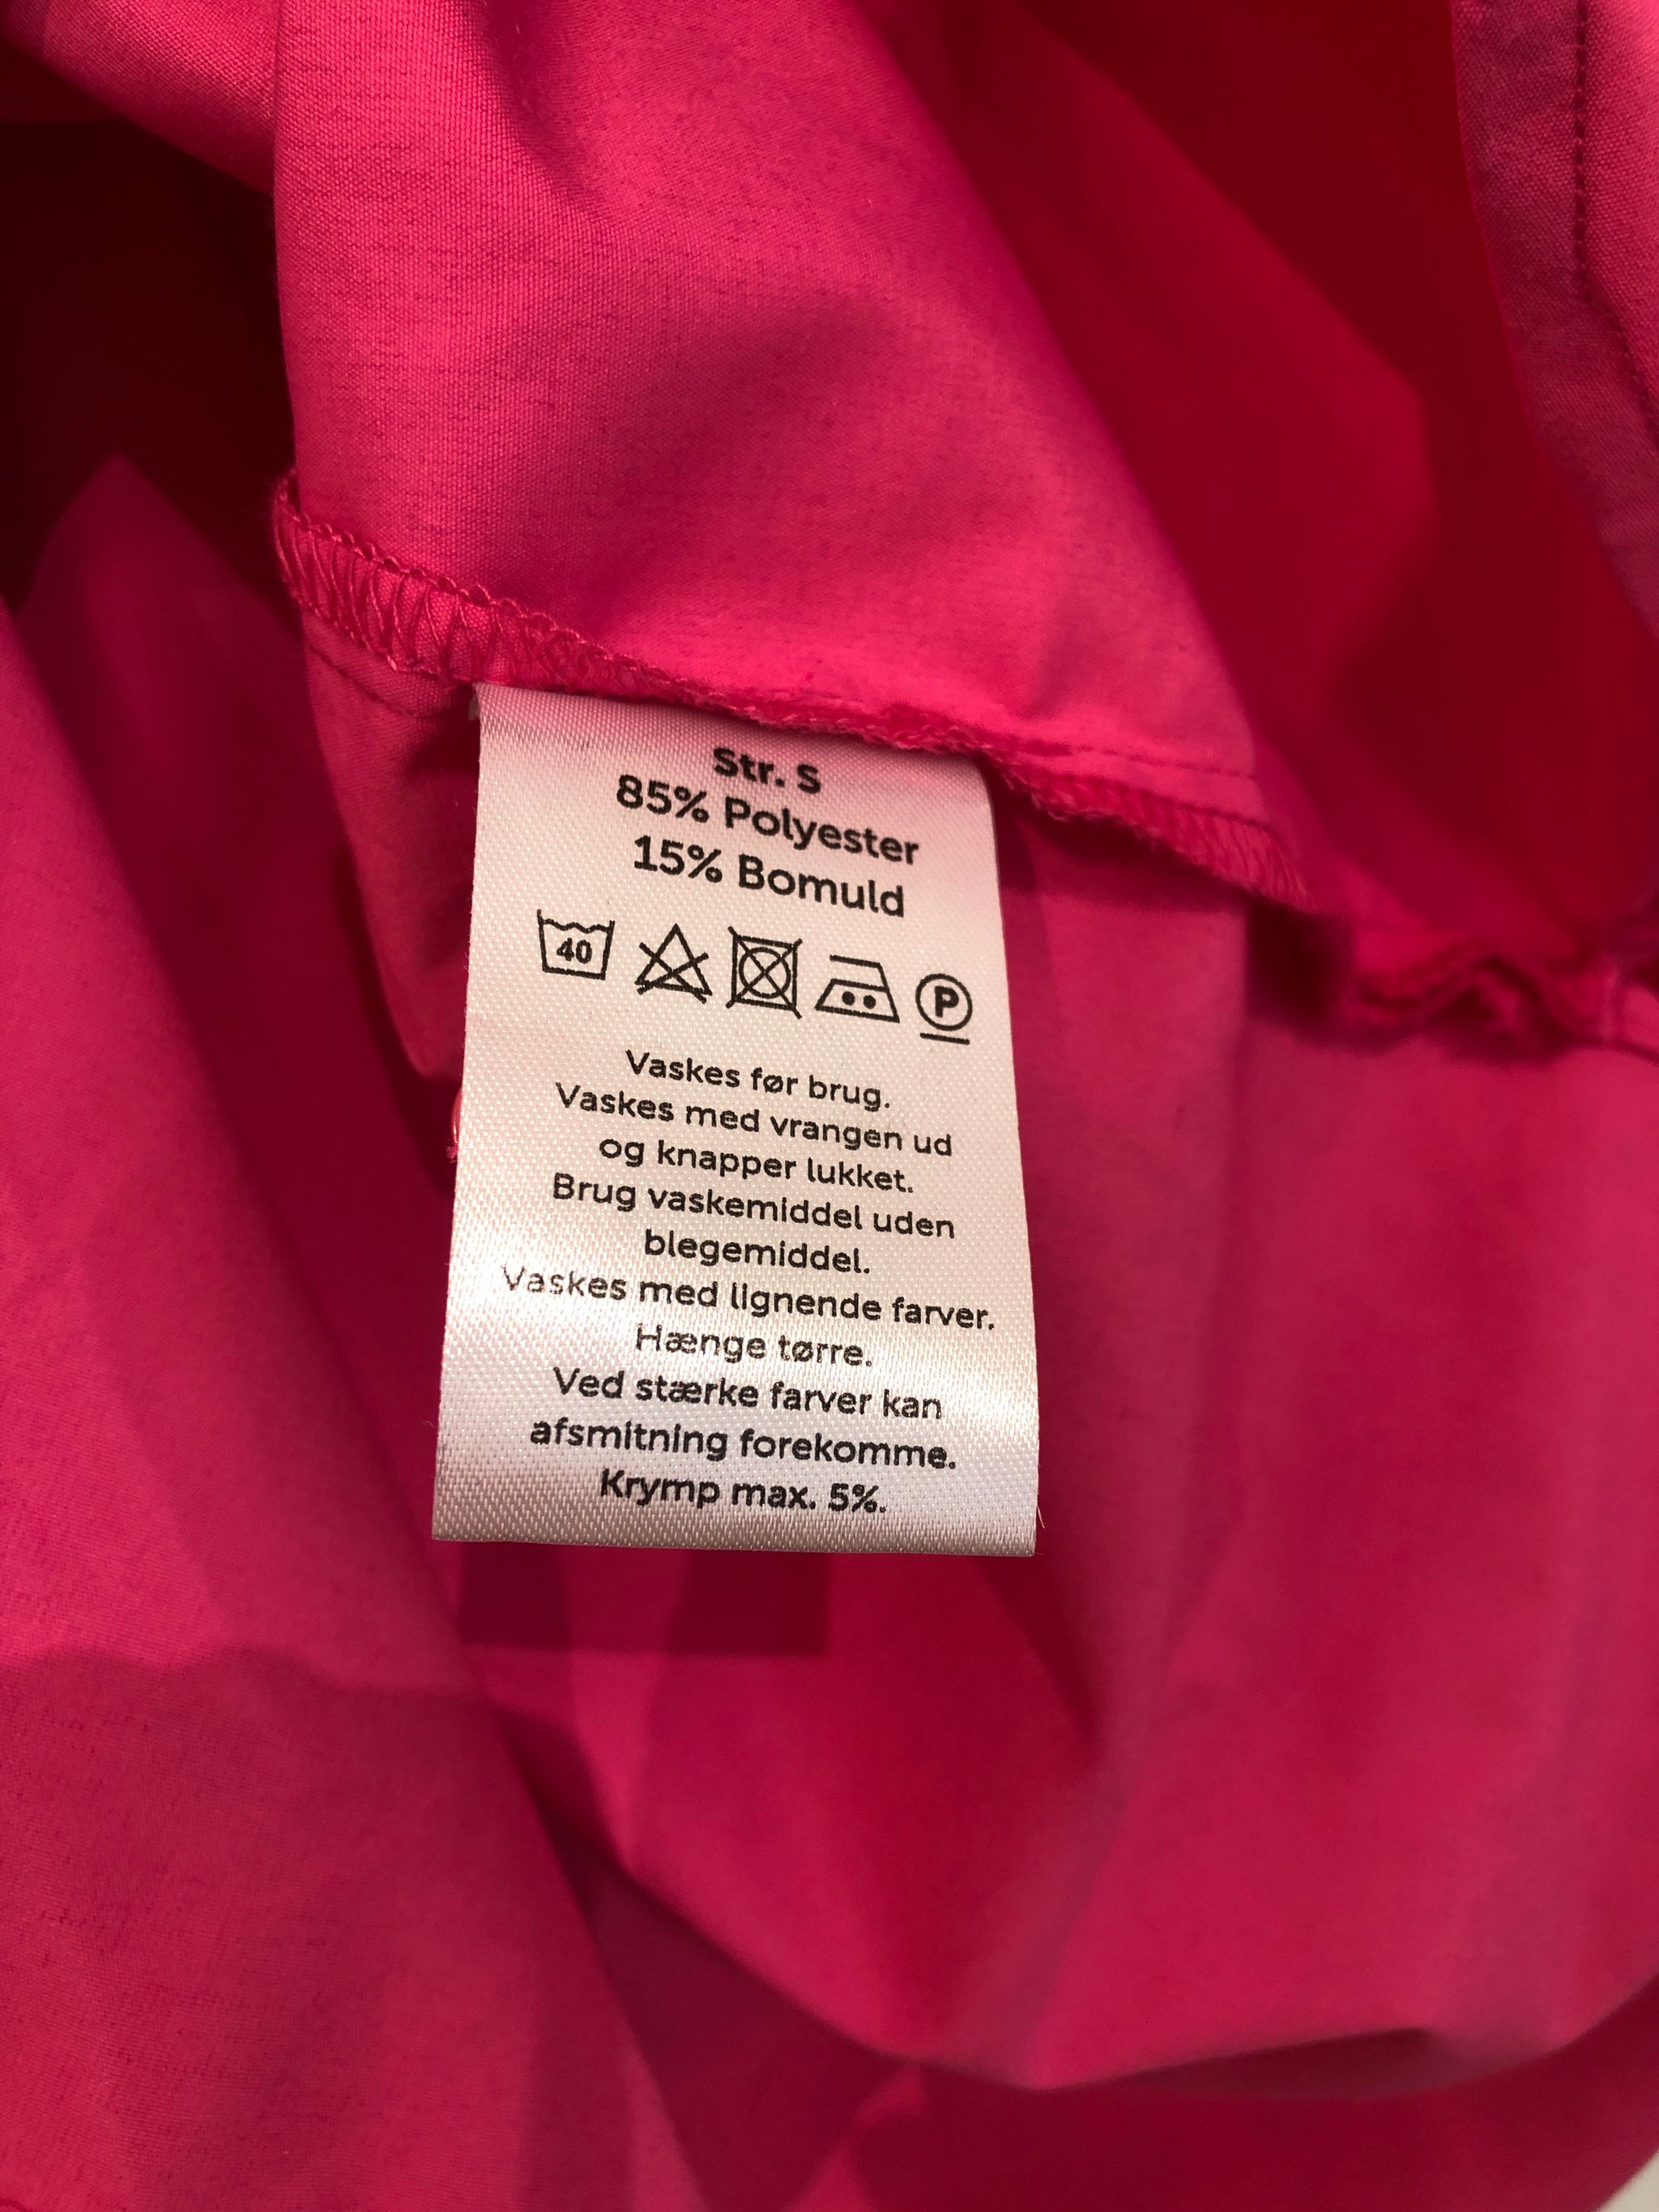 Str. S
85% Polyester
15% Bomuld
40 P
Vaskes før brug.
Vaskes med vrangen ud
og knapper lukket.
Brug vaskemiddel uden
blegemiddel.
Vaskes med lignende farver.
Hænge tørre.
Ved stærke farver kan
afsmitning forekomme.
Krymp max. 5%.